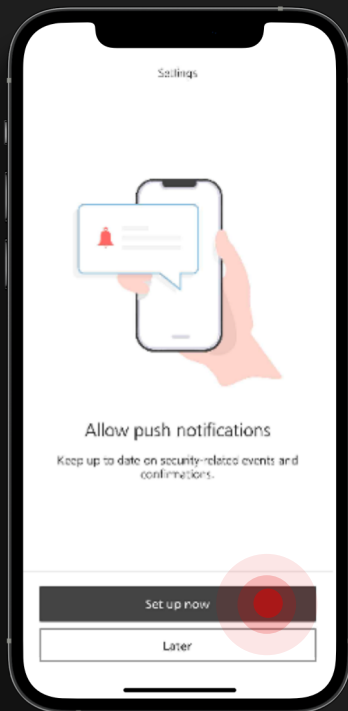 Settings
Allow push notifications
Keep up to date on security-related events and
confirmations.
Set up now
Later